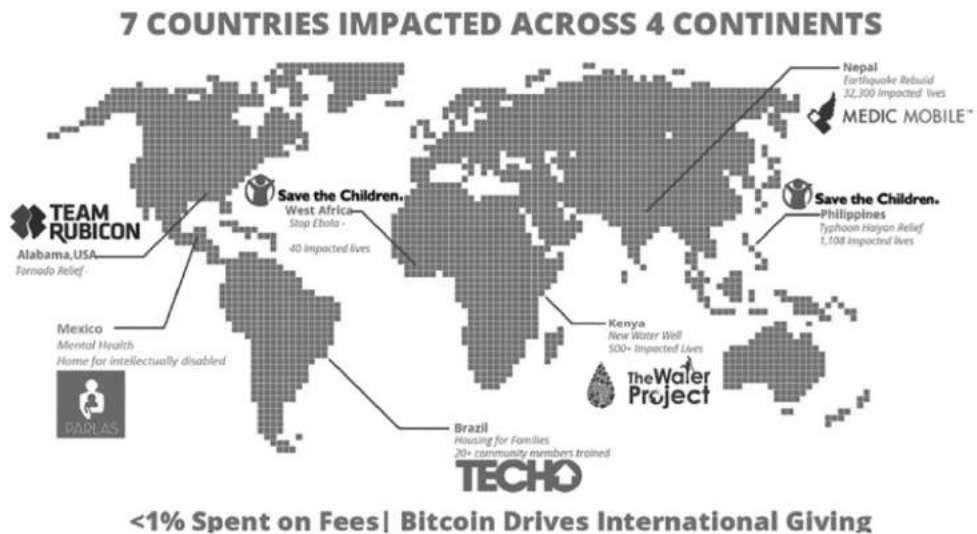 7 COUNTRIES IMPACTED ACROSS 4 CONTINENTS
Nepal
Earthquake Rebuild
32,300 Impacted lives
MEDIC MOBILE™
Save the Children.
West Africa
Stop Ebola -
40 Impacted lives
Save the Children.
Philippines
Typhoon Haiyan Relief
1,108 Impacted lives
TEAM
RUBICON
Alabama,USA
Tornado Relief -
Mexico
Mental Health
Home for intellectually disabled
PARLAS
Kenya
New Water Well
500+ Impacted Lives
The Water
Project
Brazil
Housing for Families
20+ community members trained
TECHO
<1% Spent on Fees| Bitcoin Drives International Giving